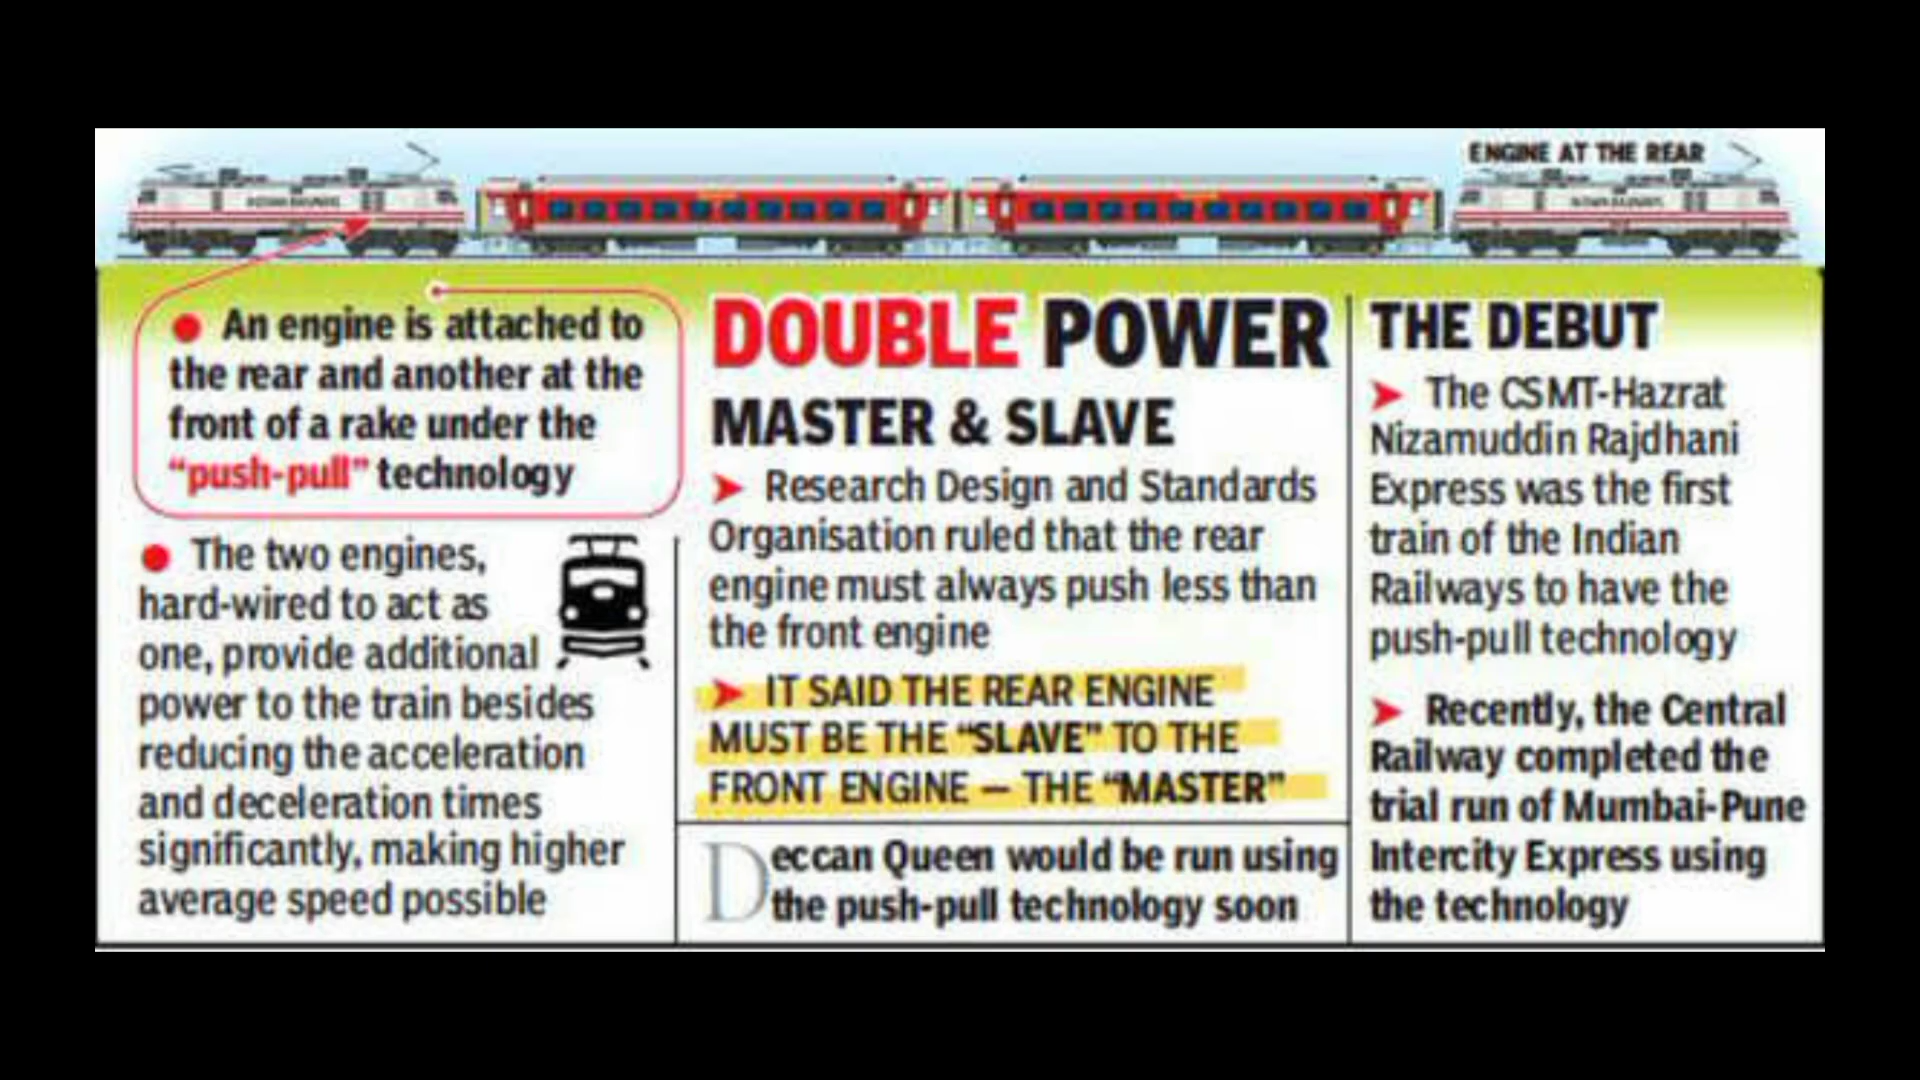 ENGINE AT THE REAR
● An engine is attached to
the rear and another at the
front of a rake under the
“push-pull” technology
● The two engines,
hard-wired to act as
one, provide additional
power to the train besides
reducing the acceleration
and deceleration times
significantly, making higher
average speed possible
DOUBLE POWER
MASTER & SLAVE
➤ Research Design and Standards
Organisation ruled that the rear
engine must always push less than
the front engine
➤ IT SAID THE REAR ENGINE
MUST BE THE “SLAVE” TO THE
FRONT ENGINE — THE “MASTER”
Deccan Queen would be run using
the push-pull technology soon
THE DEBUT
➤ The CSMT-Hazrat
Nizamuddin Rajdhani
Express was the first
train of the Indian
Railways to have the
push-pull technology
➤ Recently, the Central
Railway completed the
trial run of Mumbai-Pune
Intercity Express using
the technology